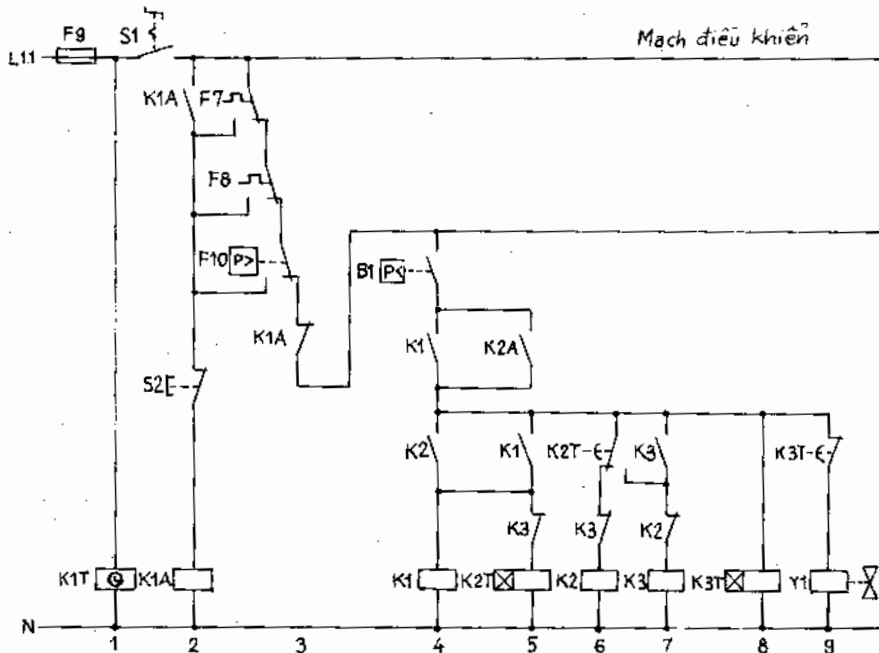 F9
S1
Mạch điều khiển
L11
K1A
F7
F8
F10
P>
B1
P<
K1A
K1
K2A
S2
K2
K1
K2T
K3
K3T
K3
K3
K2
K1T
K1A
K1
K2T
K2
K3
K3T
Y1
N
1
2
3
4
5
6
7
8
9